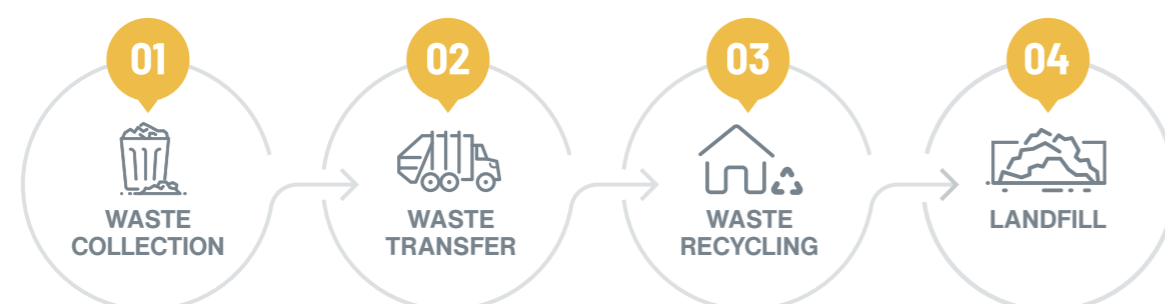 01
WASTE
COLLECTION
02
WASTE
TRANSFER
03
WASTE
RECYCLING
04
LANDFILL